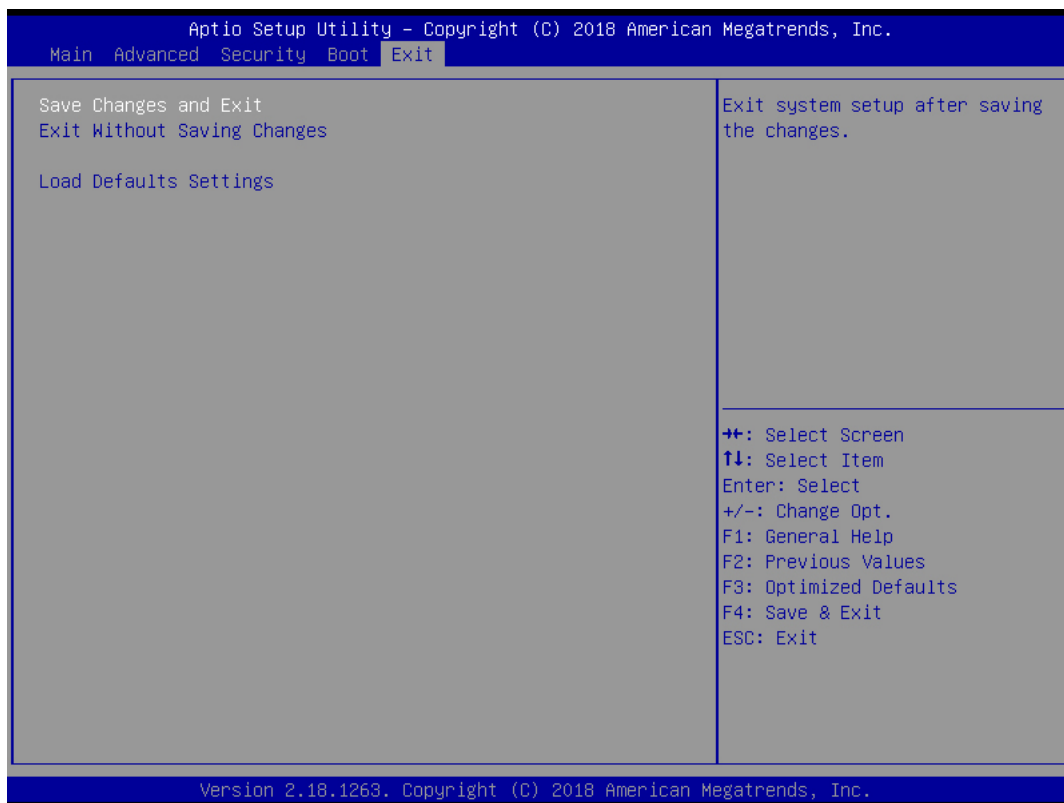 Aptio Setup Utility – Copyright (C) 2018 American Megatrends, Inc.
Main Advanced Security Boot Exit
Save Changes and Exit
Exit Without Saving Changes
Load Defaults Settings
Exit system setup after saving
the changes.
→←: Select Screen
↑↓: Select Item
Enter: Select
+/-: Change Opt.
F1: General Help
F2: Previous Values
F3: Optimized Defaults
F4: Save & Exit
ESC: Exit
Version 2.18.1263. Copyright (C) 2018 American Megatrends, Inc.